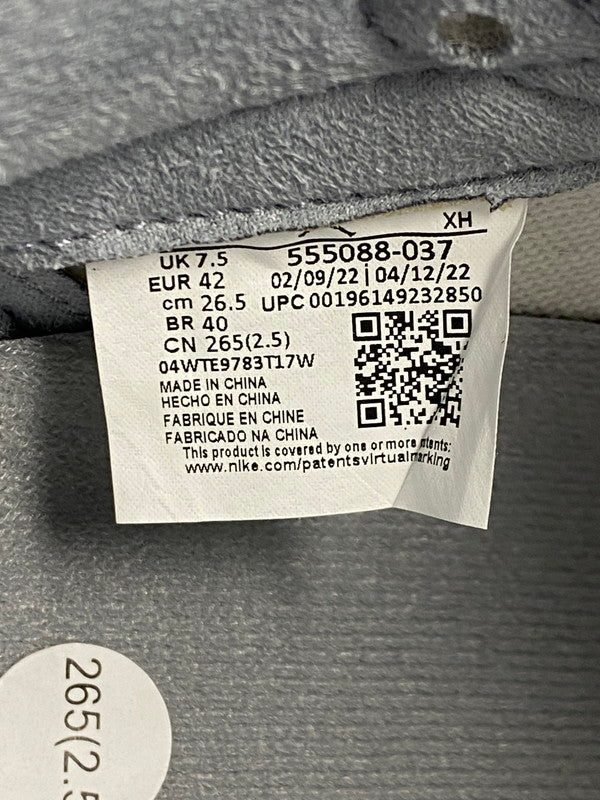 XH
UK 7.5 555088-037
EUR 42 02/09/22 | 04/12/22
cm 26.5 UPC 00196149232850
BR 40
CN 265(2.5)
04WTE9783T17W
MADE IN CHINA
HECHO EN CHINA
FABRIQUE EN CHINE
FABRICADO NA CHINA
This product is covered by one or more patents:
www.nike.com/patentsvirtualmarking
265(2.5